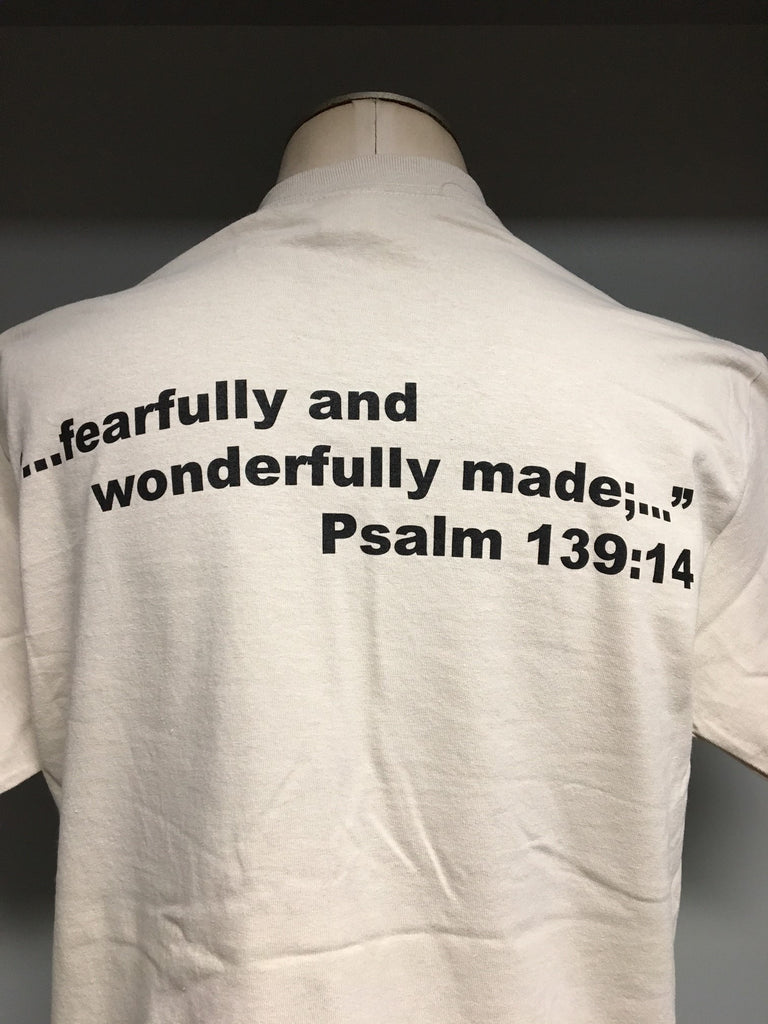 ...fearfully and
wonderfully made;...”
Psalm 139:14